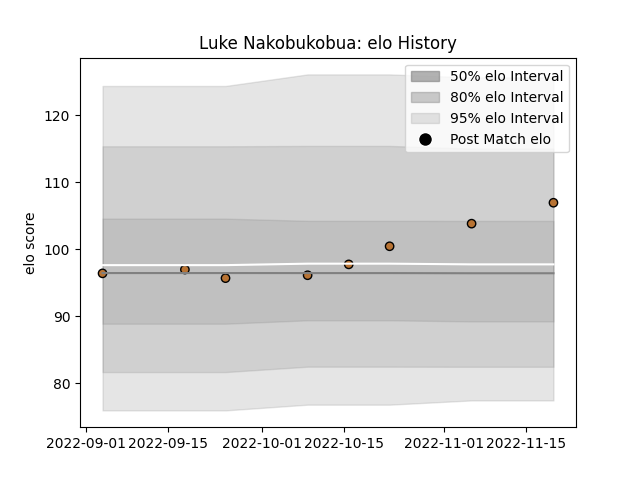 Luke Nakobukobua: elo History
50% elo Interval
80% elo Interval
95% elo Interval
Post Match elo
elo score
120
110
100
90
80
2022-09-01 2022-09-15 2022-10-01 2022-10-15 2022-11-01 2022-11-15